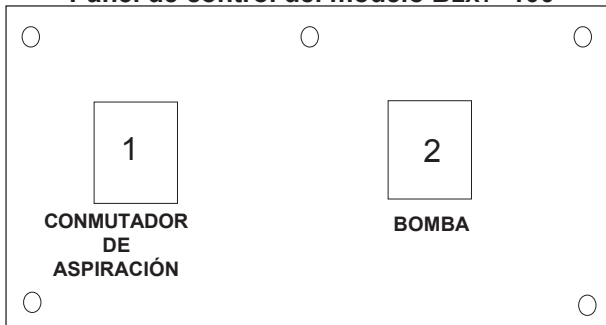 Panel de control del modelo
1
2
CONMUTADOR
DE
ASPIRACIÓN
BOMBA